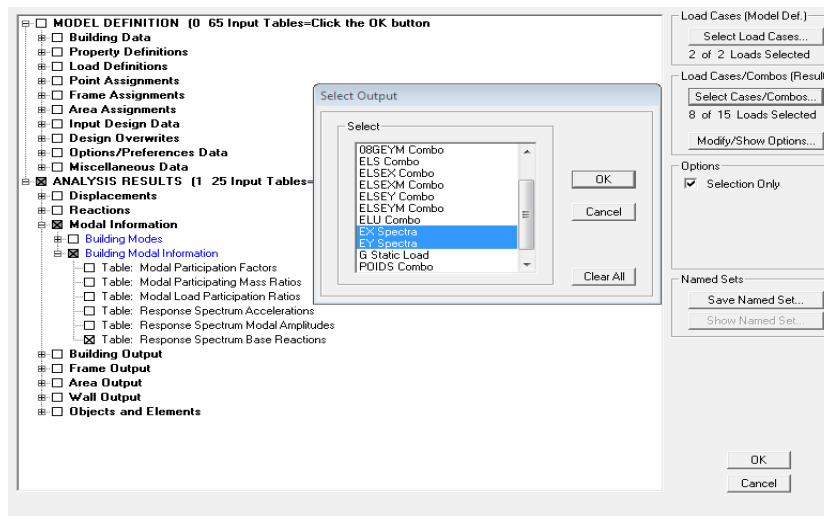 MODEL DEFINITION (0 65 Input Tables=Click the OK button
Building Data
Property Definitions
Load Definitions
Point Assignments
Frame Assignments
Area Assignments
Input Design Data
Design Overwrites
Options/Preferences Data
Miscellaneous Data
ANALYSIS RESULTS (1 25 Input Tables=
Displacements
Reactions
Modal Information
Building Modes
Building Modal Information
Table: Modal Participation Factors
Table: Modal Participating Mass Ratios
Table: Modal Load Participation Ratios
Table: Response Spectrum Accelerations
Table: Response Spectrum Modal Amplitudes
Table: Response Spectrum Base Reactions
Building Output
Frame Output
Area Output
Wall Output
Objects and Elements
Select Output
Select
08GEYM Combo
ELS Combo
ELSEX Combo
ELSEXM Combo
ELSEY Combo
ELSEYM Combo
ELU Combo
EX Spectra
EY Spectra
G Static Load
POIDS Combo
OK
Cancel
Clear All
Load Cases (Model Def.)
Select Load Cases...
2 of 2 Loads Selected
Load Cases/Combos (Result
Select Cases/Combos...
8 of 15 Loads Selected
Modify/Show Options...
Options
Selection Only
Named Sets
Save Named Set...
Show Named Set...
OK
Cancel